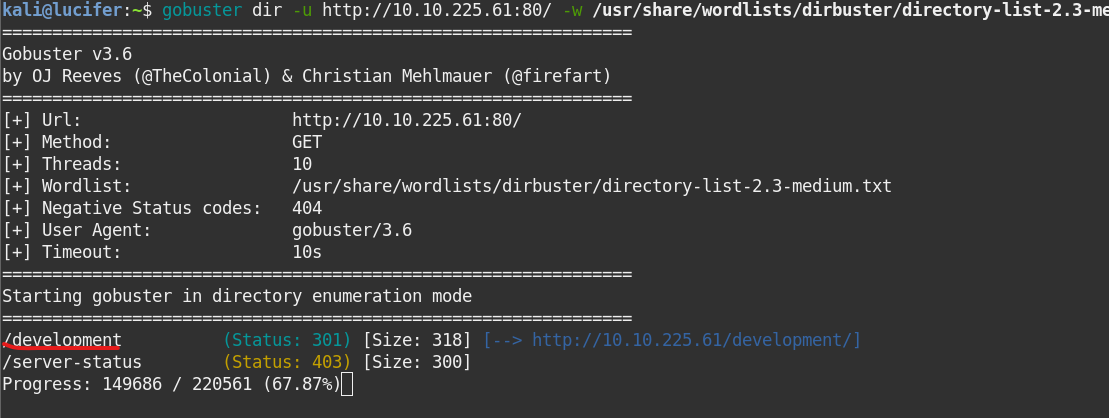 kali@lucifer:~$ gobuster dir -u http://10.10.225.61:80/ -w /usr/share/wordlists/dirbuster/directory-list-2.3-me
===============================================================
Gobuster v3.6
by OJ Reeves (@TheColonial) & Christian Mehlmauer (@firefart)
===============================================================
[+] Url:                     http://10.10.225.61:80/
[+] Method:                  GET
[+] Threads:                 10
[+] Wordlist:                /usr/share/wordlists/dirbuster/directory-list-2.3-medium.txt
[+] Negative Status codes:   404
[+] User Agent:              gobuster/3.6
[+] Timeout:                 10s
===============================================================
Starting gobuster in directory enumeration mode
===============================================================
/development          (Status: 301) [Size: 318] [--> http://10.10.225.61/development/]
/server-status        (Status: 403) [Size: 300]
Progress: 149686 / 220561 (67.87%)